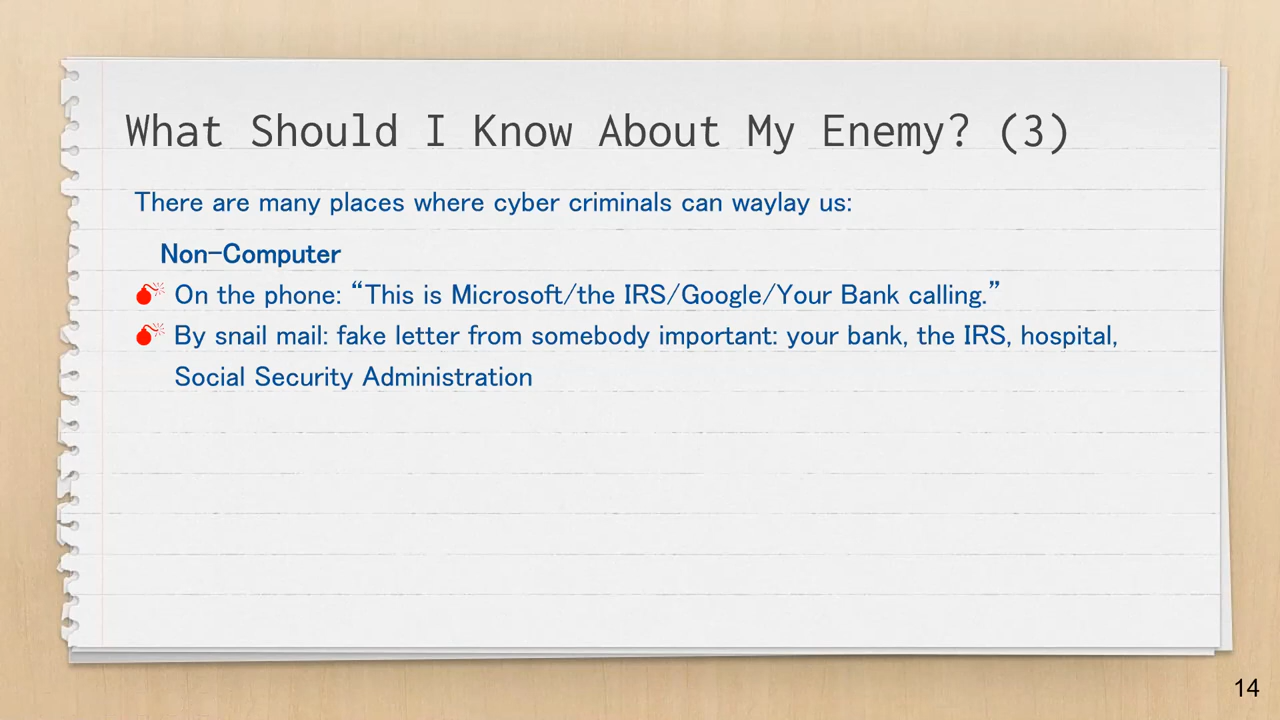 What Should I Know About My Enemy? (3)
There are many places where cyber criminals can waylay us:
Non-Computer
On the phone: “This is Microsoft/the IRS/Google/Your Bank calling.”
By snail mail: fake letter from somebody important: your bank, the IRS, hospital,
Social Security Administration
14